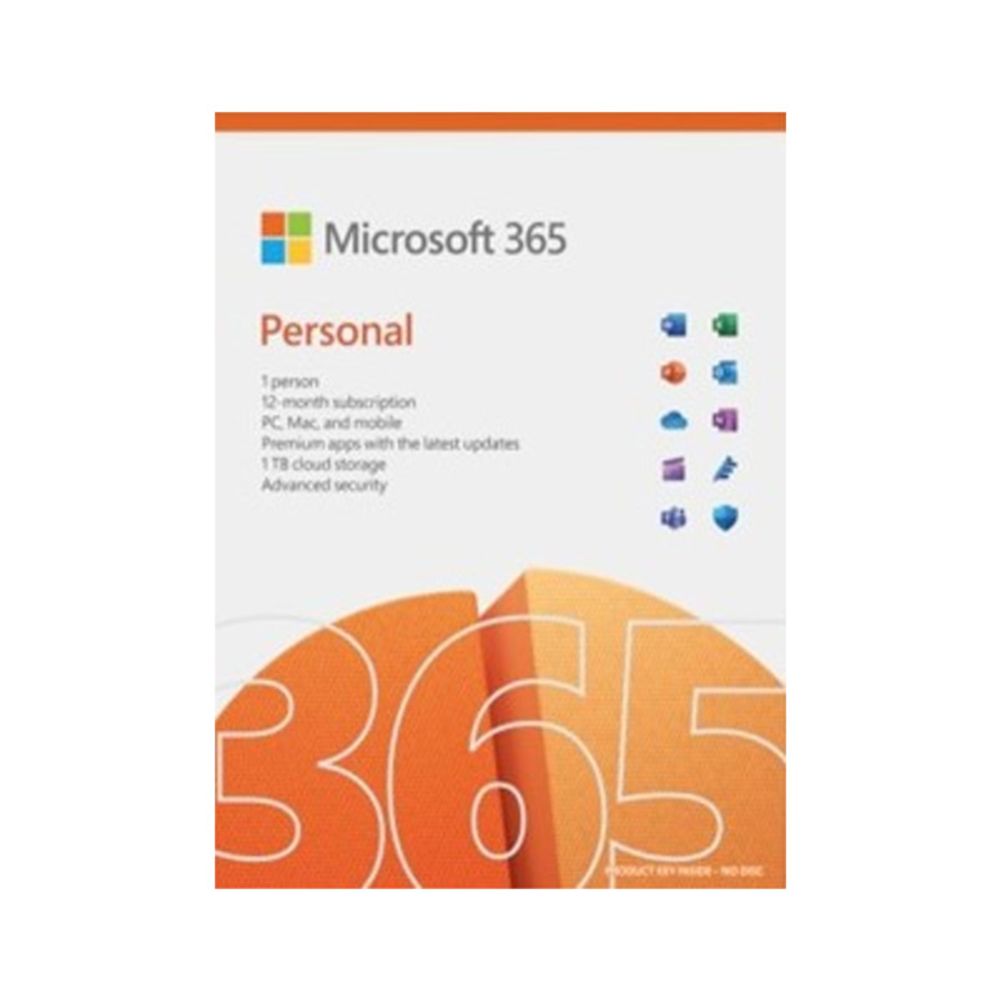 Microsoft 365
Personal
1 person
12-month subscription
PC, Mac, and mobile
Premium apps with the latest updates
1 TB cloud storage
Advanced security
365
PRODUCT KEY INSIDE - NO DISC